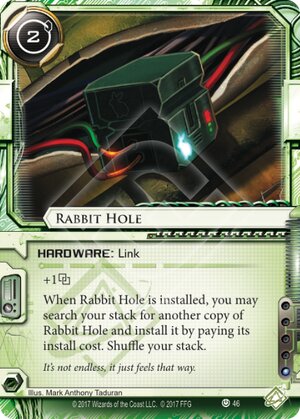 2
RABBIT HOLE
HARDWARE: Link
+1
When Rabbit Hole is installed, you may
search your stack for another copy of
Rabbit Hole and install it by paying its
install cost. Shuffle your stack.
It's not endless, it just feels that way.
Illus. Mark Anthony Taduran
© 2017 Wizards of the Coast LLC. © 2017 FFG
46